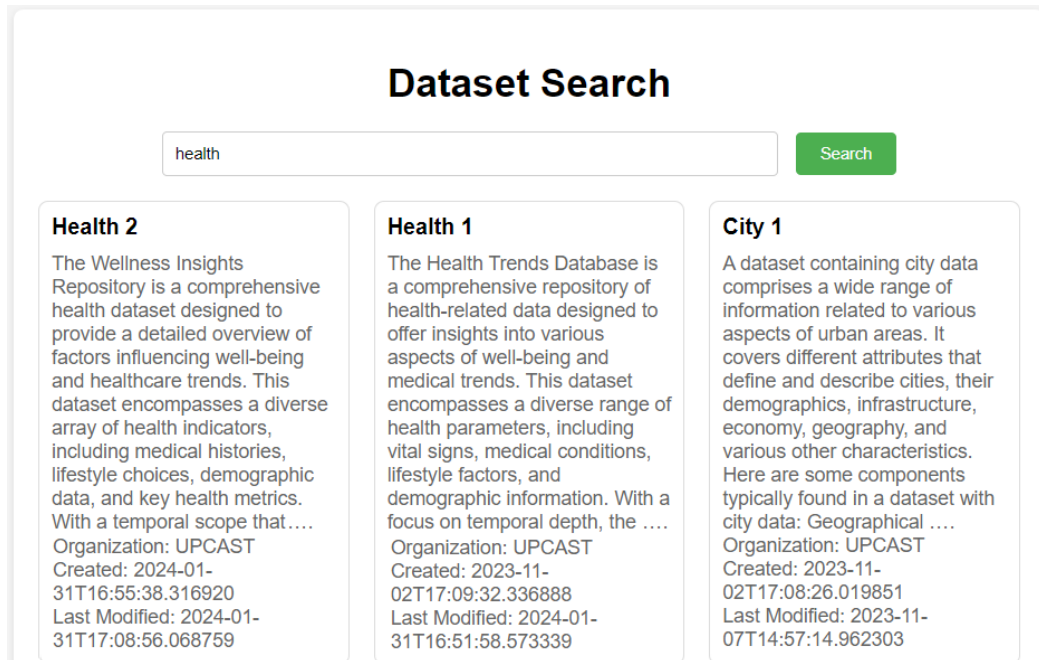 Dataset Search
health
Search
Health 2
The Wellness Insights
Repository is a comprehensive
health dataset designed to
provide a detailed overview of
factors influencing well-being
and healthcare trends. This
dataset encompasses a diverse
array of health indicators,
including medical histories,
lifestyle choices, demographic
data, and key health metrics.
With a temporal scope that....
Organization: UPCAST
Created: 2024-01-
31T16:55:38.316920
Last Modified: 2024-01-
31T17:08:56.068759
Health 1
The Health Trends Database is
a comprehensive repository of
health-related data designed to
offer insights into various
aspects of well-being and
medical trends. This dataset
encompasses a diverse range of
health parameters, including
vital signs, medical conditions,
lifestyle factors, and
demographic information. With a
focus on temporal depth, the ....
Organization: UPCAST
Created: 2023-11-
02T17:09:32.336888
Last Modified: 2024-01-
31T16:51:58.573339
City 1
A dataset containing city data
comprises a wide range of
information related to various
aspects of urban areas. It
covers different attributes that
define and describe cities, their
demographics, infrastructure,
economy, geography, and
various other characteristics.
Here are some components
typically found in a dataset with
city data: Geographical ....
Organization: UPCAST
Created: 2023-11-
02T17:08:26.019851
Last Modified: 2023-11-
07T14:57:14.962303